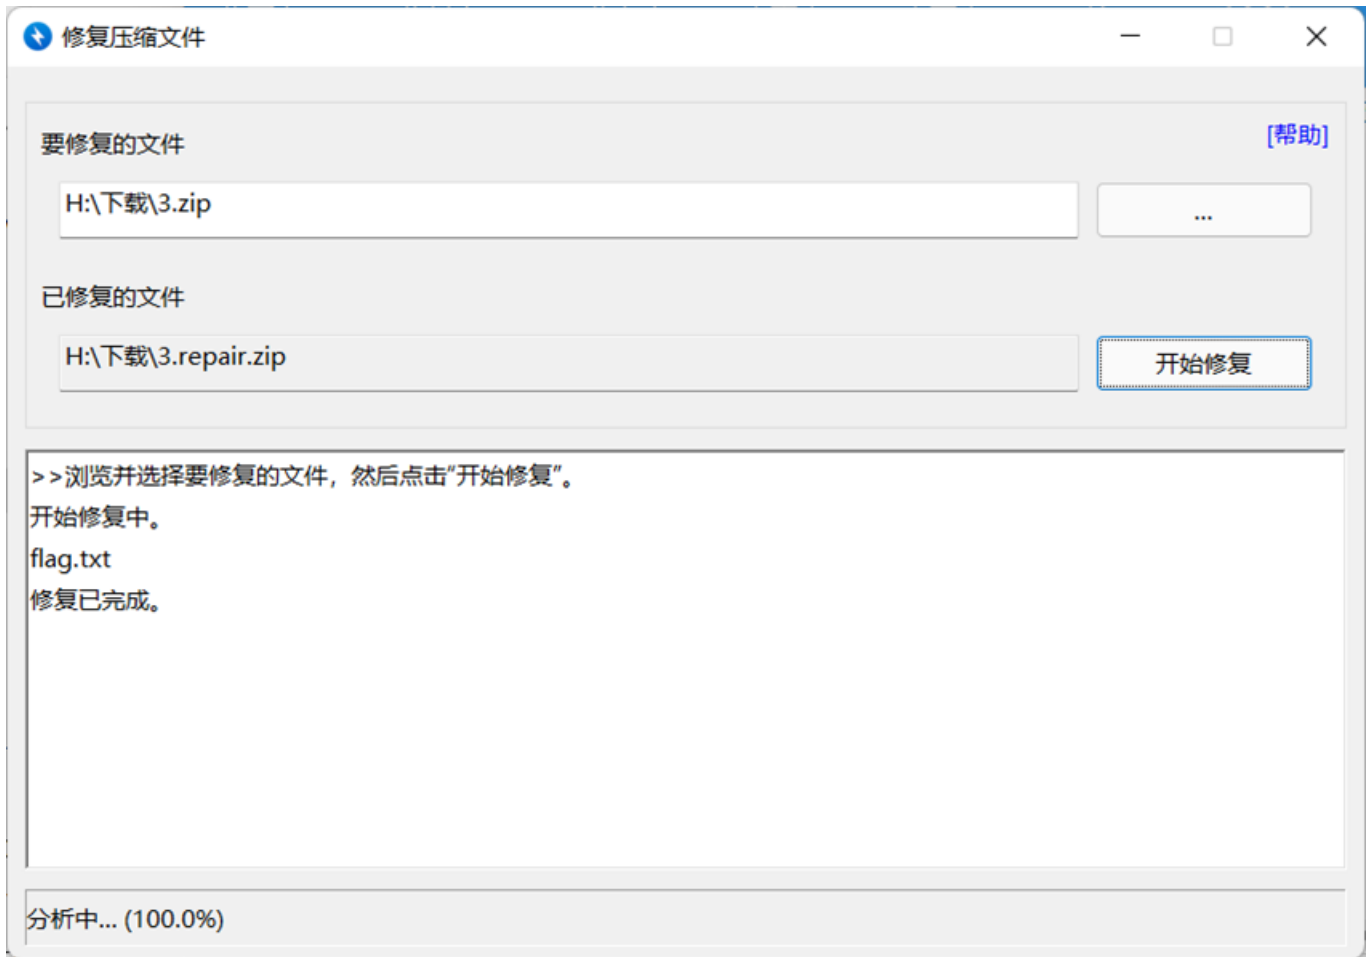 修复压缩文件
要修复的文件
[帮助]
H:\下载\3.zip
...
已修复的文件
H:\下载\3.repair.zip
开始修复
>>浏览并选择要修复的文件，然后点击“开始修复”。
开始修复中。
flag.txt
修复已完成。
分析中... (100.0%)